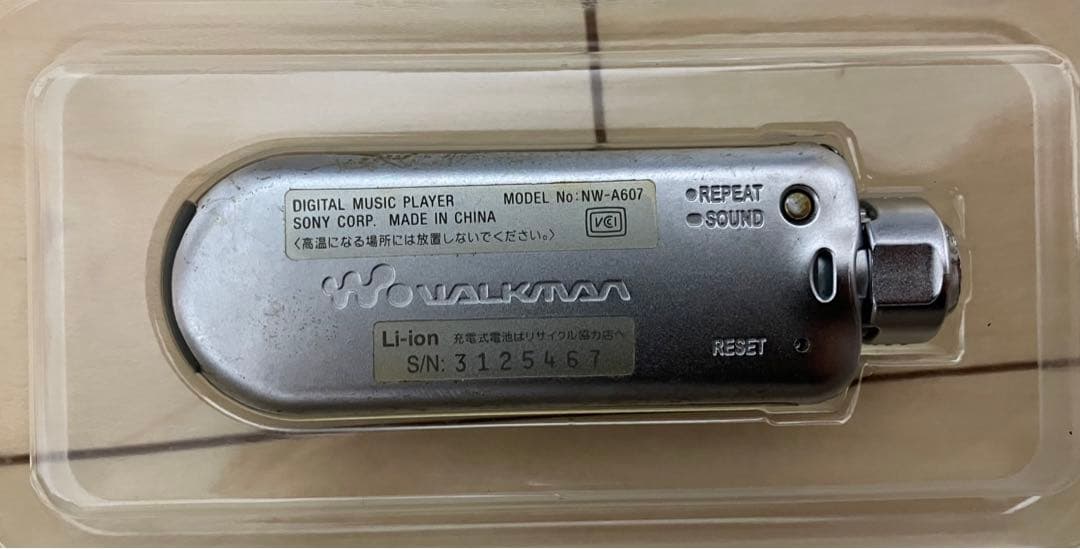 DIGITAL MUSIC PLAYER MODEL No:NW-A607
SONY CORP. MADE IN CHINA
VCI
〈高温になる場所には放置しないでください。〉
REPEAT
SOUND
WALKMAN
Li-ion 充電式電池はリサイクル協力店へ
S/N: 3125467
RESET